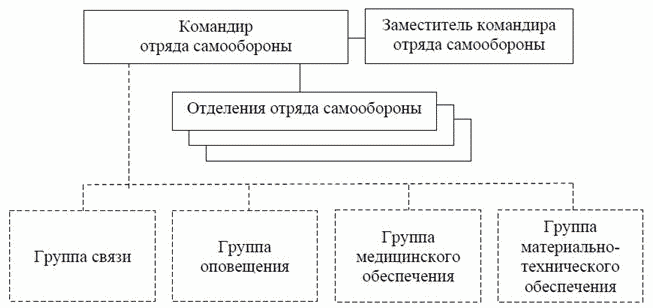 Командир
отряда самообороны
Заместитель командира
отряда самообороны
Отделения отряда самообороны
Группа связи
Группа
оповещения
Группа
медицинского
обеспечения
Группа
материально-
технического
обеспечения